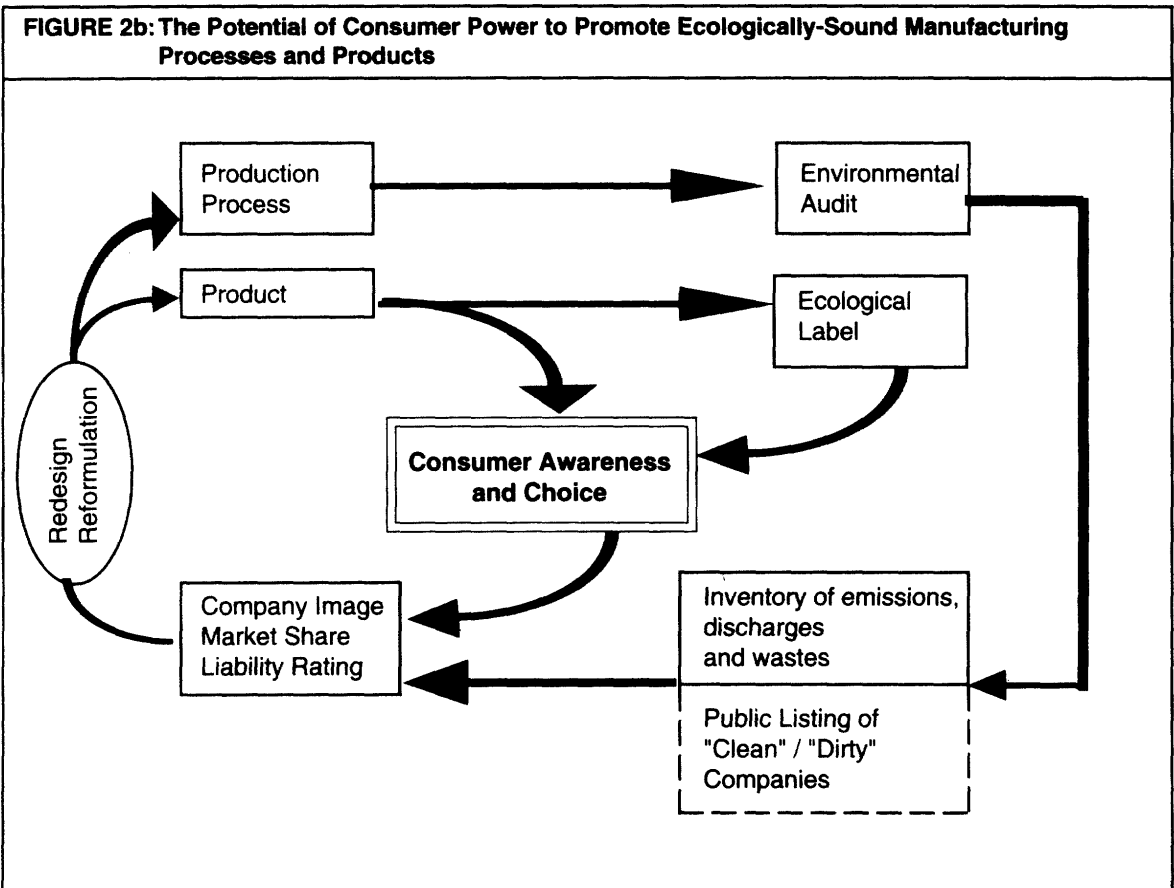 FIGURE 2b: The Potential of Consumer Power to Promote Ecologically-Sound Manufacturing
Processes and Products
Production
Process
Environmental
Audit
Product
Ecological
Label
Redesign
Reformulation
Consumer Awareness
and Choice
Company Image
Market Share
Liability Rating
Inventory of emissions,
discharges
and wastes
Public Listing of
"Clean" / "Dirty"
Companies